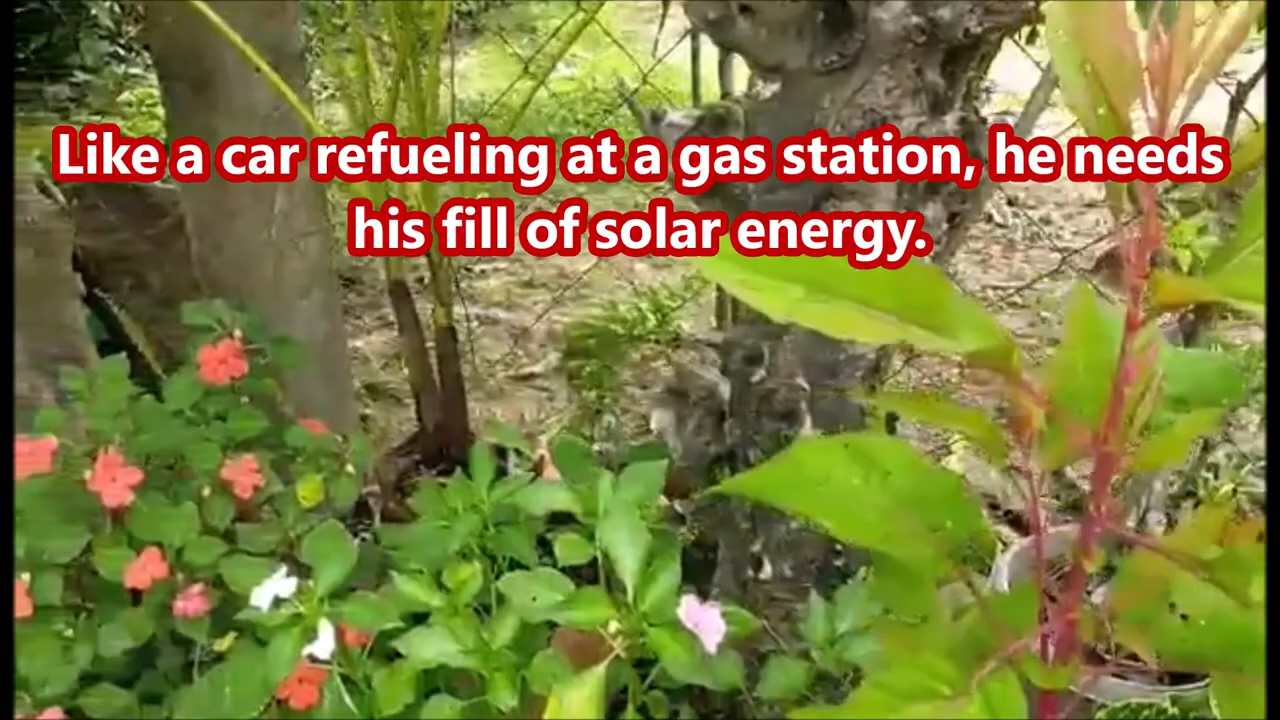 Like a car refueling at a gas station, he needs
his fill of solar energy.